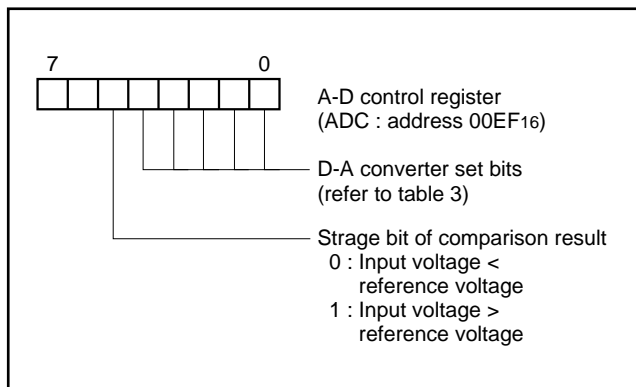 7 0
A-D control register
(ADC : address 00EF16)
D-A converter set bits
(refer to table 3)
Strage bit of comparison result
0 : Input voltage <
reference voltage
1 : Input voltage >
reference voltage